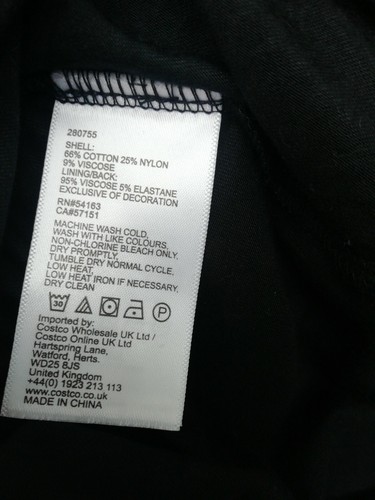 280755
SHELL:
66% COTTON 25% NYLON
9% VISCOSE
LINING/BACK:
95% VISCOSE 5% ELASTANE
EXCLUSIVE OF DECORATION
RN#54163
CA#57151
MACHINE WASH COLD,
WASH WITH LIKE COLOURS,
NON-CHLORINE BLEACH ONLY.
DRY PROMPTLY.
TUMBLE DRY NORMAL CYCLE,
LOW HEAT,
LOW HEAT IRON IF NECESSARY,
DRY CLEAN
30 P
Imported by:
Costco Wholesale UK Ltd /
Costco Online UK Ltd
Hartspring Lane,
Watford, Herts.
WD25 8JS
United Kingdom
+44(0) 1923 213 113
www.costco.co.uk
MADE IN CHINA